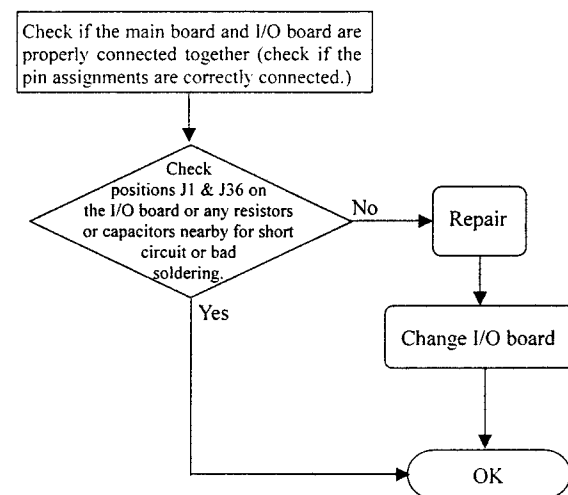 Check if the main board and I/O board are
properly connected together (check if the
pin assignments are correctly connected.)
Check
positions J1 & J36 on
the I/O board or any resistors
or capacitors nearby for short
circuit or bad
soldering.
No
Repair
Yes
Change I/O board
OK